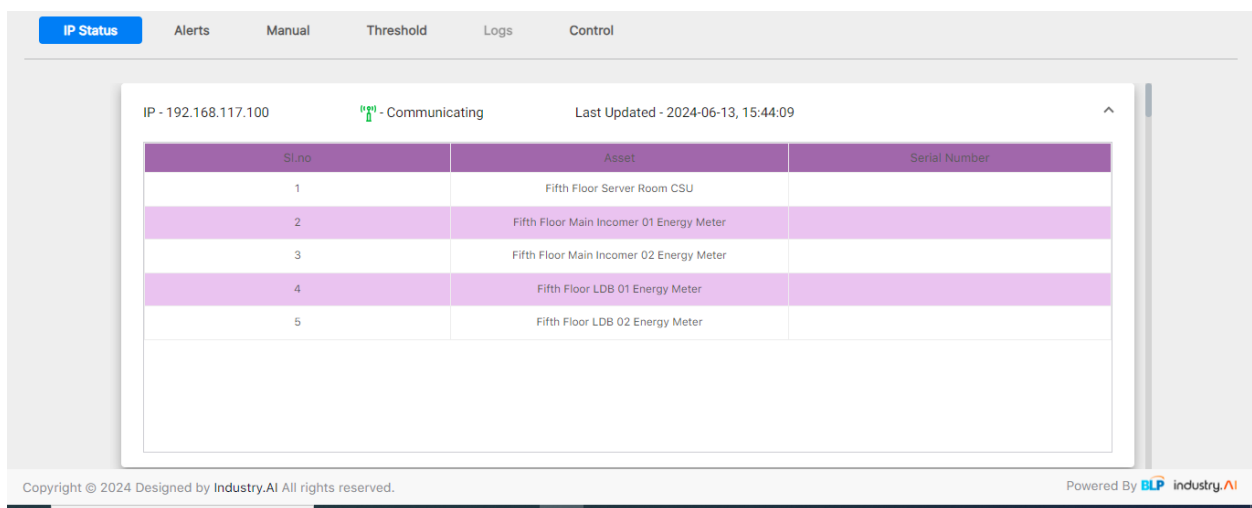 IP Status Alerts Manual Threshold Logs Control
IP - 192.168.117.100 - Communicating Last Updated - 2024-06-13, 15:44:09
Sl.no Asset Serial Number
1 Fifth Floor Server Room CSU
2 Fifth Floor Main Incomer 01 Energy Meter
3 Fifth Floor Main Incomer 02 Energy Meter
4 Fifth Floor LDB 01 Energy Meter
5 Fifth Floor LDB 02 Energy Meter
Copyright © 2024 Designed by Industry.AI All rights reserved. Powered By BLP industry.AI